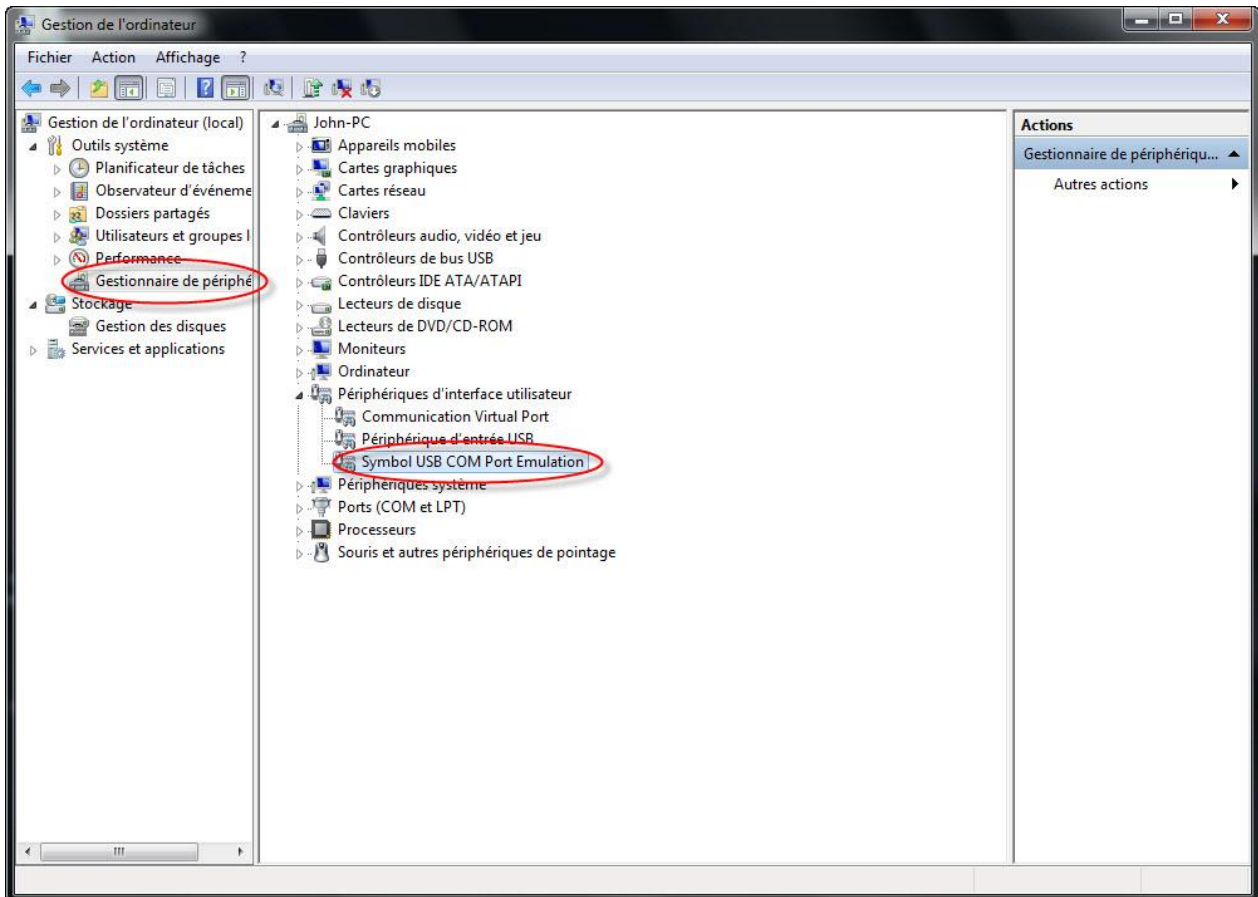 Gestion de l'ordinateur
Fichier Action Affichage ?
Gestion de l'ordinateur (local)
Outils système
Planificateur de tâches
Observateur d'événeme
Dossiers partagés
Utilisateurs et groupes l
Performance
Gestionnaire de périphé
Stockage
Gestion des disques
Services et applications
John-PC
Appareils mobiles
Cartes graphiques
Cartes réseau
Claviers
Contrôleurs audio, vidéo et jeu
Contrôleurs de bus USB
Contrôleurs IDE ATA/ATAPI
Lecteurs de disque
Lecteurs de DVD/CD-ROM
Moniteurs
Ordinateur
Périphériques d'interface utilisateur
Communication Virtual Port
Périphérique d'entrée USB
Symbol USB COM Port Emulation
Périphériques système
Ports (COM et LPT)
Processeurs
Souris et autres périphériques de pointage
Actions
Gestionnaire de périphériqu...
Autres actions